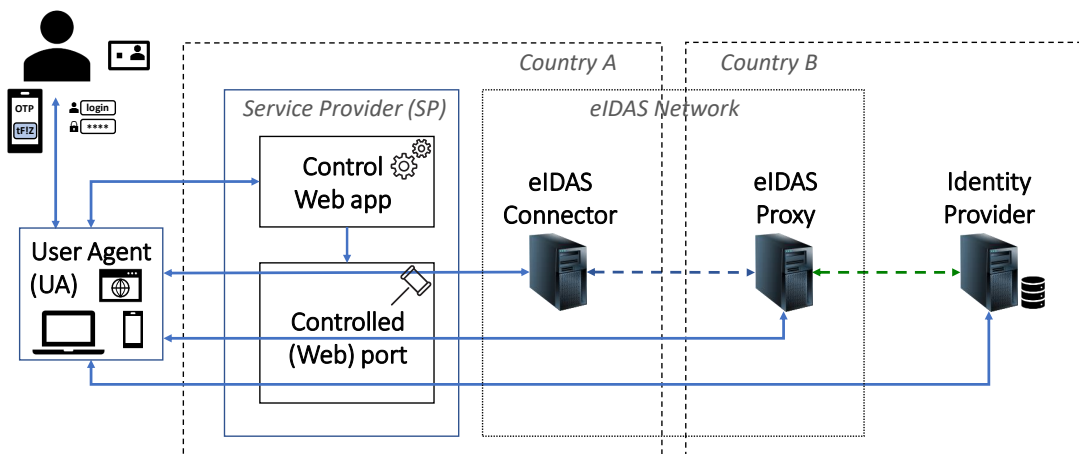 Country A
Country B
Service Provider (SP)
eIDAS Network
OTP
tF!Z
login
****
Control
Web app
eIDAS
Connector
eIDAS
Proxy
Identity
Provider
User Agent
(UA)
Controlled
(Web) port